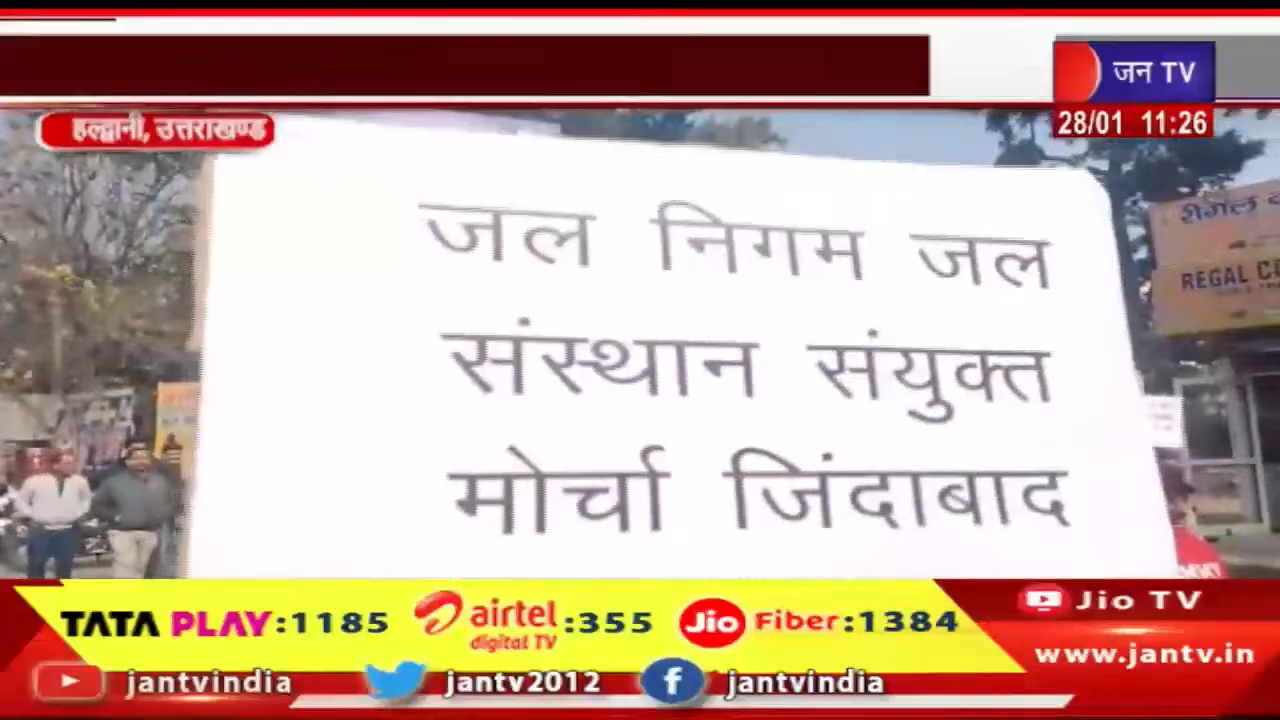 जन TV
28/01 11:26
हल्द्वानी, उत्तराखण्ड
जल निगम जल
संस्थान संयुक्त
मोर्चा जिंदाबाद
रीगल
REGAL
TATA PLAY:1185
airtel digital TV:355
Jio Fiber:1384
Jio TV
www.jantv.in
jantvindia
jantv2012
jantvindia